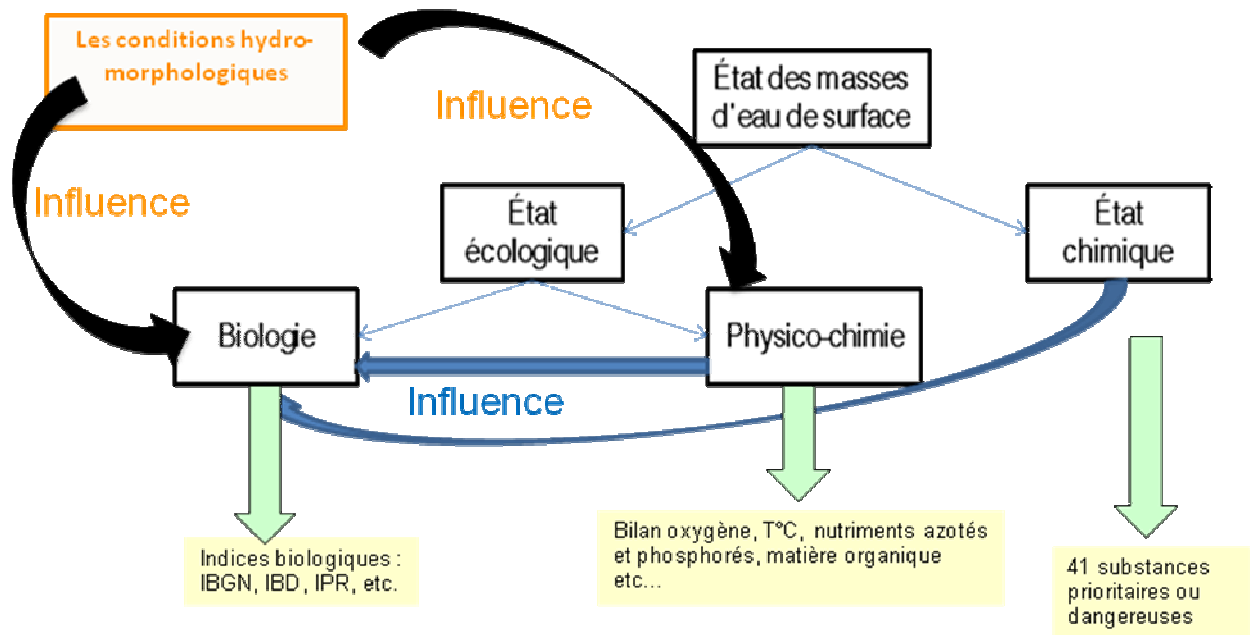 Les conditions hydro-
morphologiques
Influence
État des masses
d'eau de surface
Influence
État
écologique
État
chimique
Biologie
Physico-chimie
Influence
Indices biologiques :
IBGN, IBD, IPR, etc.
Bilan oxygène, T°C, nutriments azotés
et phosphorés, matière organique
etc...
41 substances
prioritaires ou
dangereuses